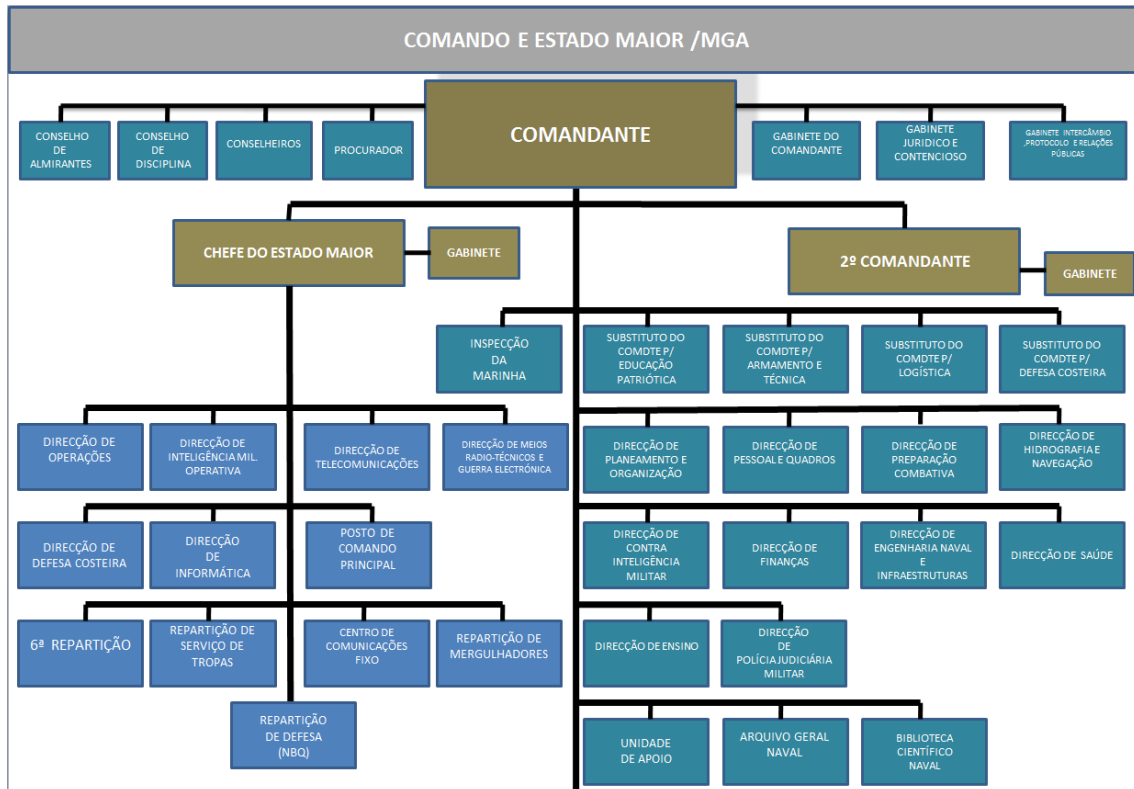 COMANDO E ESTADO MAIOR /MGA
CONSELHO
DE
ALMIRANTES
CONSELHO
DE
DISCIPLINA
CONSELHEIROS
PROCURADOR
COMANDANTE
GABINETE DO
COMANDANTE
GABINETE
JURIDICO E
CONTENCIOSO
GABINETE INTERCÂMBIO
,PROTOCOLO E RELAÇÕES
PÚBLICAS
CHEFE DO ESTADO MAIOR
GABINETE
2º COMANDANTE
GABINETE
INSPECÇÃO
DA
MARINHA
SUBSTITUTO DO
COMDTE P/
EDUCAÇÃO
PATRIÓTICA
SUBSTITUTO DO
COMDTE P/
ARMAMENTO E
TÉCNICA
SUBSTITUTO DO
COMDTE P/
LOGÍSTICA
SUBSTITUTO DO
COMDTE P/
DEFESA COSTEIRA
DIRECÇÃO DE
OPERAÇÕES
DIRECÇÃO DE
INTELIGÊNCIA MIL.
OPERATIVA
DIRECÇÃO DE
TELECOMUNICAÇÕES
DIRECÇÃO DE MEIOS
RADIO-TÉCNICOS E
GUERRA ELECTRÓNICA
DIRECÇÃO DE
PLANEAMENTO E
ORGANIZAÇÃO
DIRECÇÃO DE
PESSOAL E QUADROS
DIRECÇÃO DE
PREPARAÇÃO
COMBATIVA
DIRECÇÃO DE
HIDROGRAFIA E
NAVEGAÇÃO
DIRECÇÃO DE
DEFESA COSTEIRA
DIRECÇÃO
DE
INFORMÁTICA
POSTO DE
COMANDO
PRINCIPAL
DIRECÇÃO DE
CONTRA
INTELIGÊNCIA
MILITAR
DIRECÇÃO DE
FINANÇAS
DIRECÇÃO DE
ENGENHARIA NAVAL
E
INFRAESTRUTURAS
DIRECÇÃO DE SAÚDE
6ª REPARTIÇÃO
REPARTIÇÃO DE
SERVIÇO DE
TROPAS
CENTRO DE
COMUNICAÇÕES
FIXO
REPARTIÇÃO DE
MERGULHADORES
DIRECÇÃO DE ENSINO
DIRECÇÃO
DE
POLÍCIA JUDICIÁRIA
MILITAR
REPARTIÇÃO
DE DEFESA
(NBQ)
UNIDADE
DE APOIO
ARQUIVO GERAL
NAVAL
BIBLIOTECA
CIENTÍFICO
NAVAL